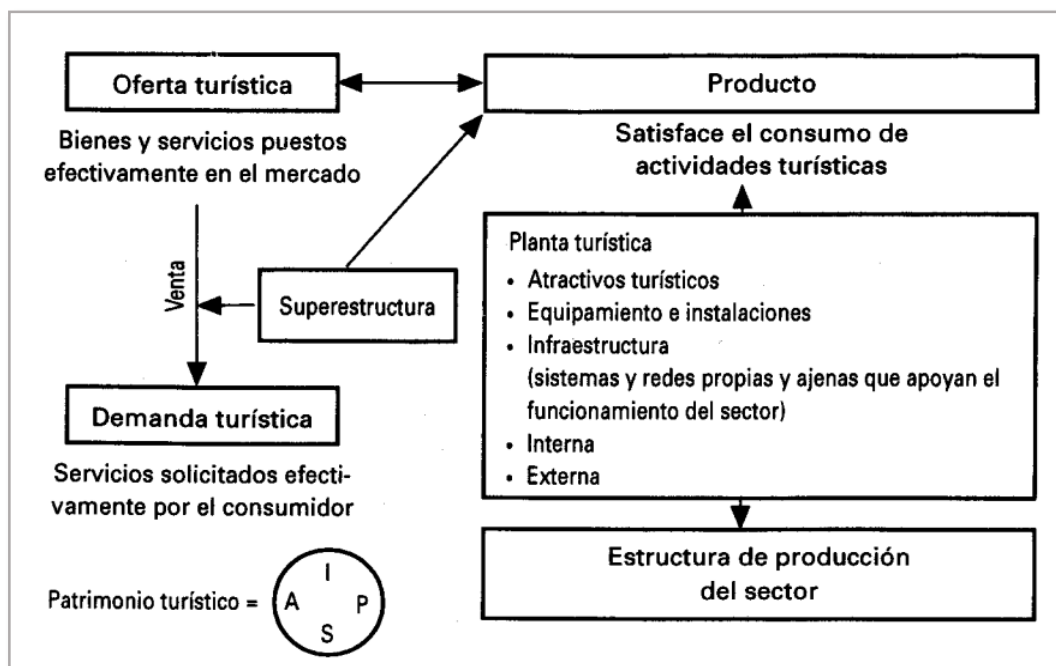 Oferta turística
Bienes y servicios puestos
efectivamente en el mercado
Venta
Superestructura
Demanda turística
Servicios solicitados efecti-
vamente por el consumidor
Patrimonio turístico =
I
A P
S
Producto
Satisface el consumo de
actividades turísticas
Planta turística
• Atractivos turísticos
• Equipamiento e instalaciones
• Infraestructura
(sistemas y redes propias y ajenas que apoyan el
funcionamiento del sector)
• Interna
• Externa
Estructura de producción
del sector